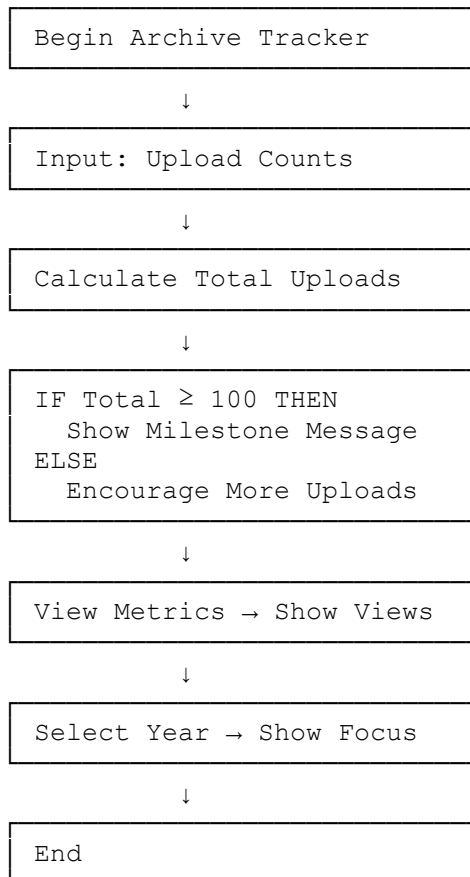 Begin Archive Tracker
↓
Input: Upload Counts
↓
Calculate Total Uploads
↓
IF Total ≥ 100 THEN
Show Milestone Message
ELSE
Encourage More Uploads
↓
View Metrics → Show Views
↓
Select Year → Show Focus
↓
End